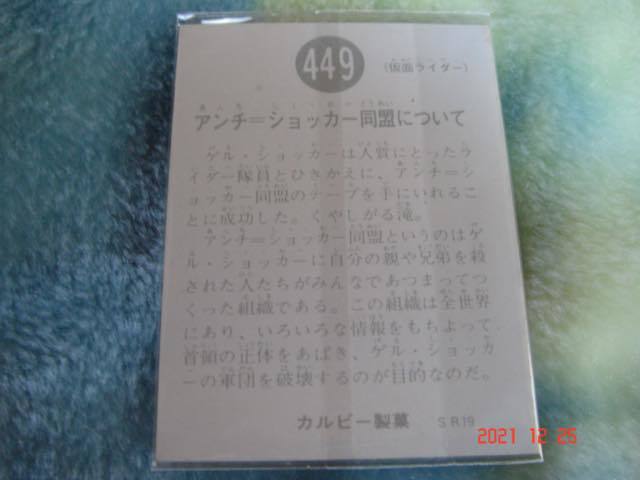 449
(仮面ライダー)
アンチ=ショッカー同盟について
ゲル・ショッカーは人質にとったラ
イダー隊員とひきかえに、アンチ=シ
ョッカー同盟のテープを手にいれるこ
とに成功した。くやしがる滝。
アンチ=ショッカー同盟というのはゲ
ル・ショッカーに自分の親や兄弟を殺
された人たちがみんなであつまってつ
くった組織である。この組織は全世界
にあり、いろいろな情報をもちよって
首領の正体をあばき、ゲル・ショッカ
ーの軍団を破壊するのが目的なのだ。
カルビー製菓 SR19
2021 12 25